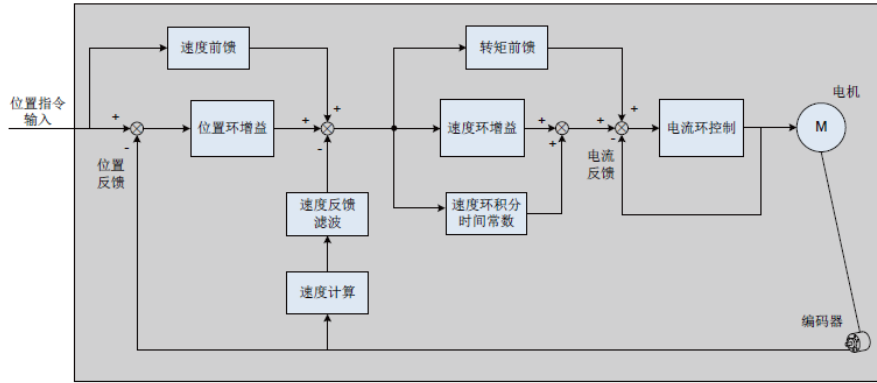 速度前馈
转矩前馈
位置指令
输入
位置环增益
速度环增益
电流环控制
电机
M
位置
反馈
电流
反馈
速度反馈
滤波
速度环积分
时间常数
速度计算
编码器
+
-
+
+
-
+
+
+
+
-